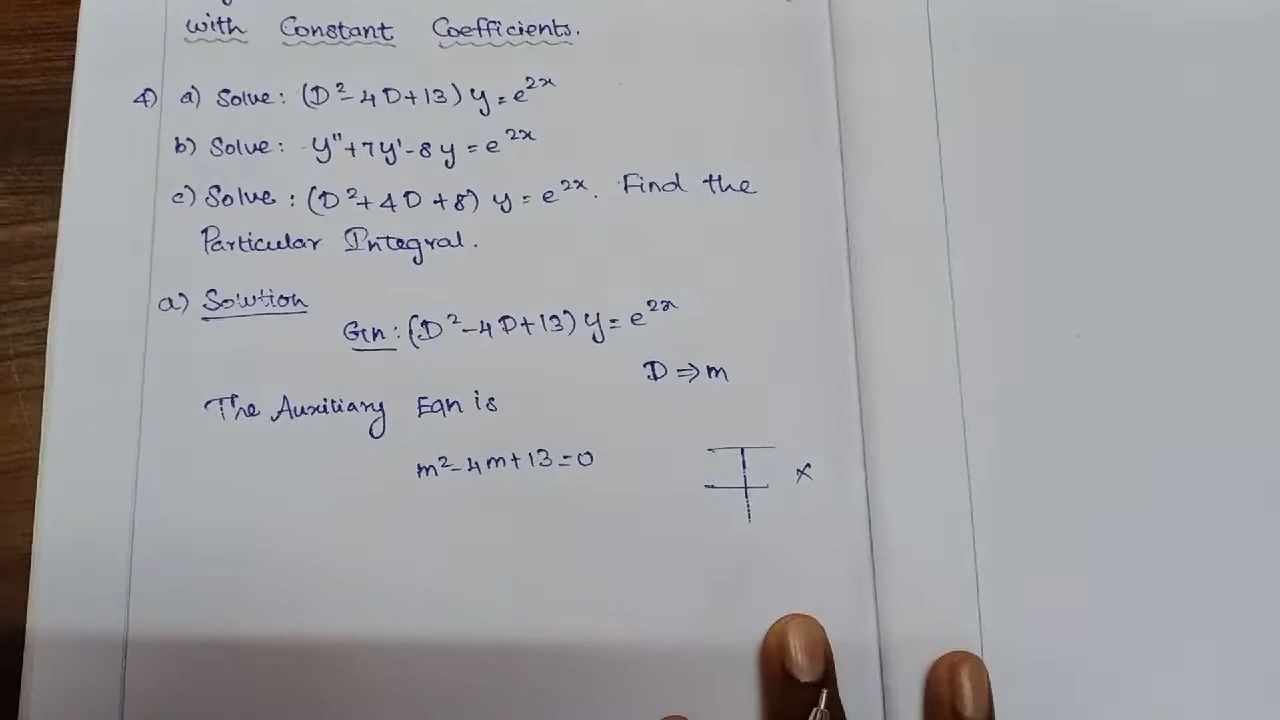 with Constant Coefficients.
4) a) Solve: (D²-4D+13) y = e^2x
b) Solve: y''+7y'-8y = e^2x
c) Solve: (D²+4D+8) y = e^2x. Find the
Particular Integral.
a) Solution
Gn: (D²-4D+13) y = e^2x
D ⇒ m
The Auxiliary Eqn is
m²-4m+13=0
x